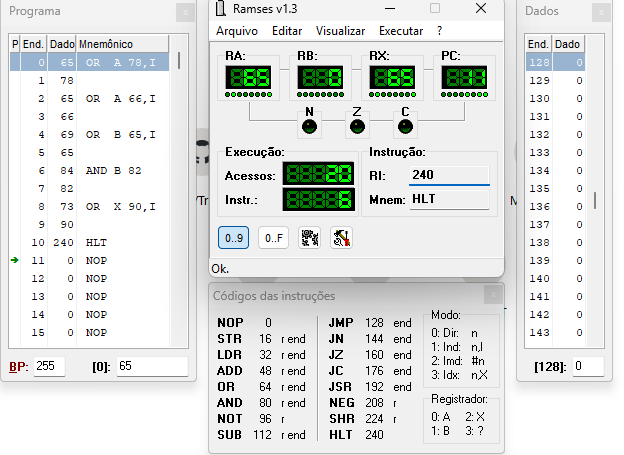 Programa
P End. Dado Mnemônico
0 65 OR A 78,I
1 78
2 65 OR A 66,I
3 66
4 69 OR B 65,I
5 65
6 84 AND B 82
7 82
8 73 OR X 90,I
9 90
10 240 HLT
11 0 NOP
12 0 NOP
13 0 NOP
14 0 NOP
15 0 NOP
BP: 255 [0]: 65
Ramses v1.3
Arquivo Editar Visualizar Executar ?
RA: RB: RX: PC:
65 0 65 11
N Z C
Execução: Instrução:
Acessos: 20 RI: 240
Instr.: 6 Mnem: HLT
0..9 0..F
Ok.
Códigos das instruções
NOP 0
STR 16 r end
LDR 32 r end
ADD 48 r end
OR 64 r end
AND 80 r end
NOT 96 r
SUB 112 r end
JMP 128 end
JN 144 end
JZ 160 end
JC 176 end
JSR 192 end
NEG 208 r
SHR 224 r
HLT 240
Modo:
0: Dir: n
1: Ind: n,I
2: Imd: #n
3: Idx: n,X
Registrador:
0: A 2: X
1: B 3: ?
Dados
End. Dado
128 0
129 0
130 0
131 0
132 0
133 0
134 0
135 0
136 0
137 0
138 0
139 0
140 0
141 0
142 0
143 0
[128]: 0